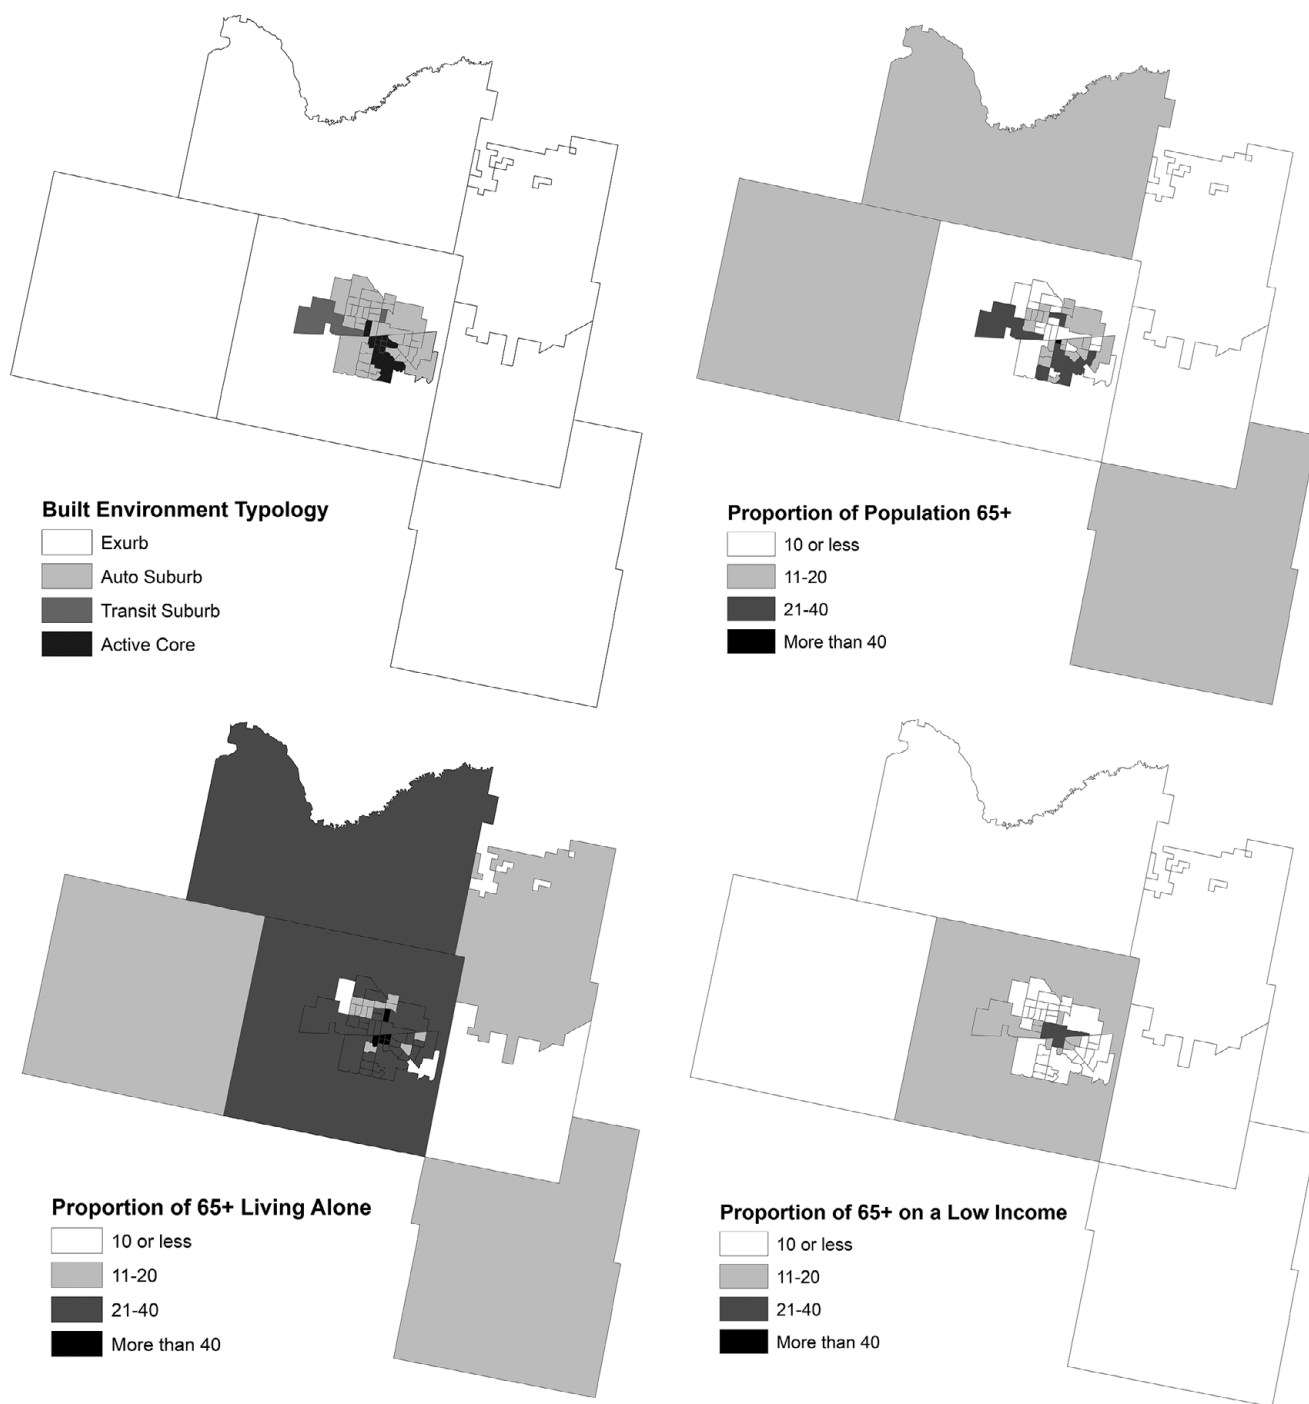 Built Environment Typology
Exurb
Auto Suburb
Transit Suburb
Active Core
Proportion of Population 65+
10 or less
11-20
21-40
More than 40
Proportion of 65+ Living Alone
10 or less
11-20
21-40
More than 40
Proportion of 65+ on a Low Income
10 or less
11-20
21-40
More than 40